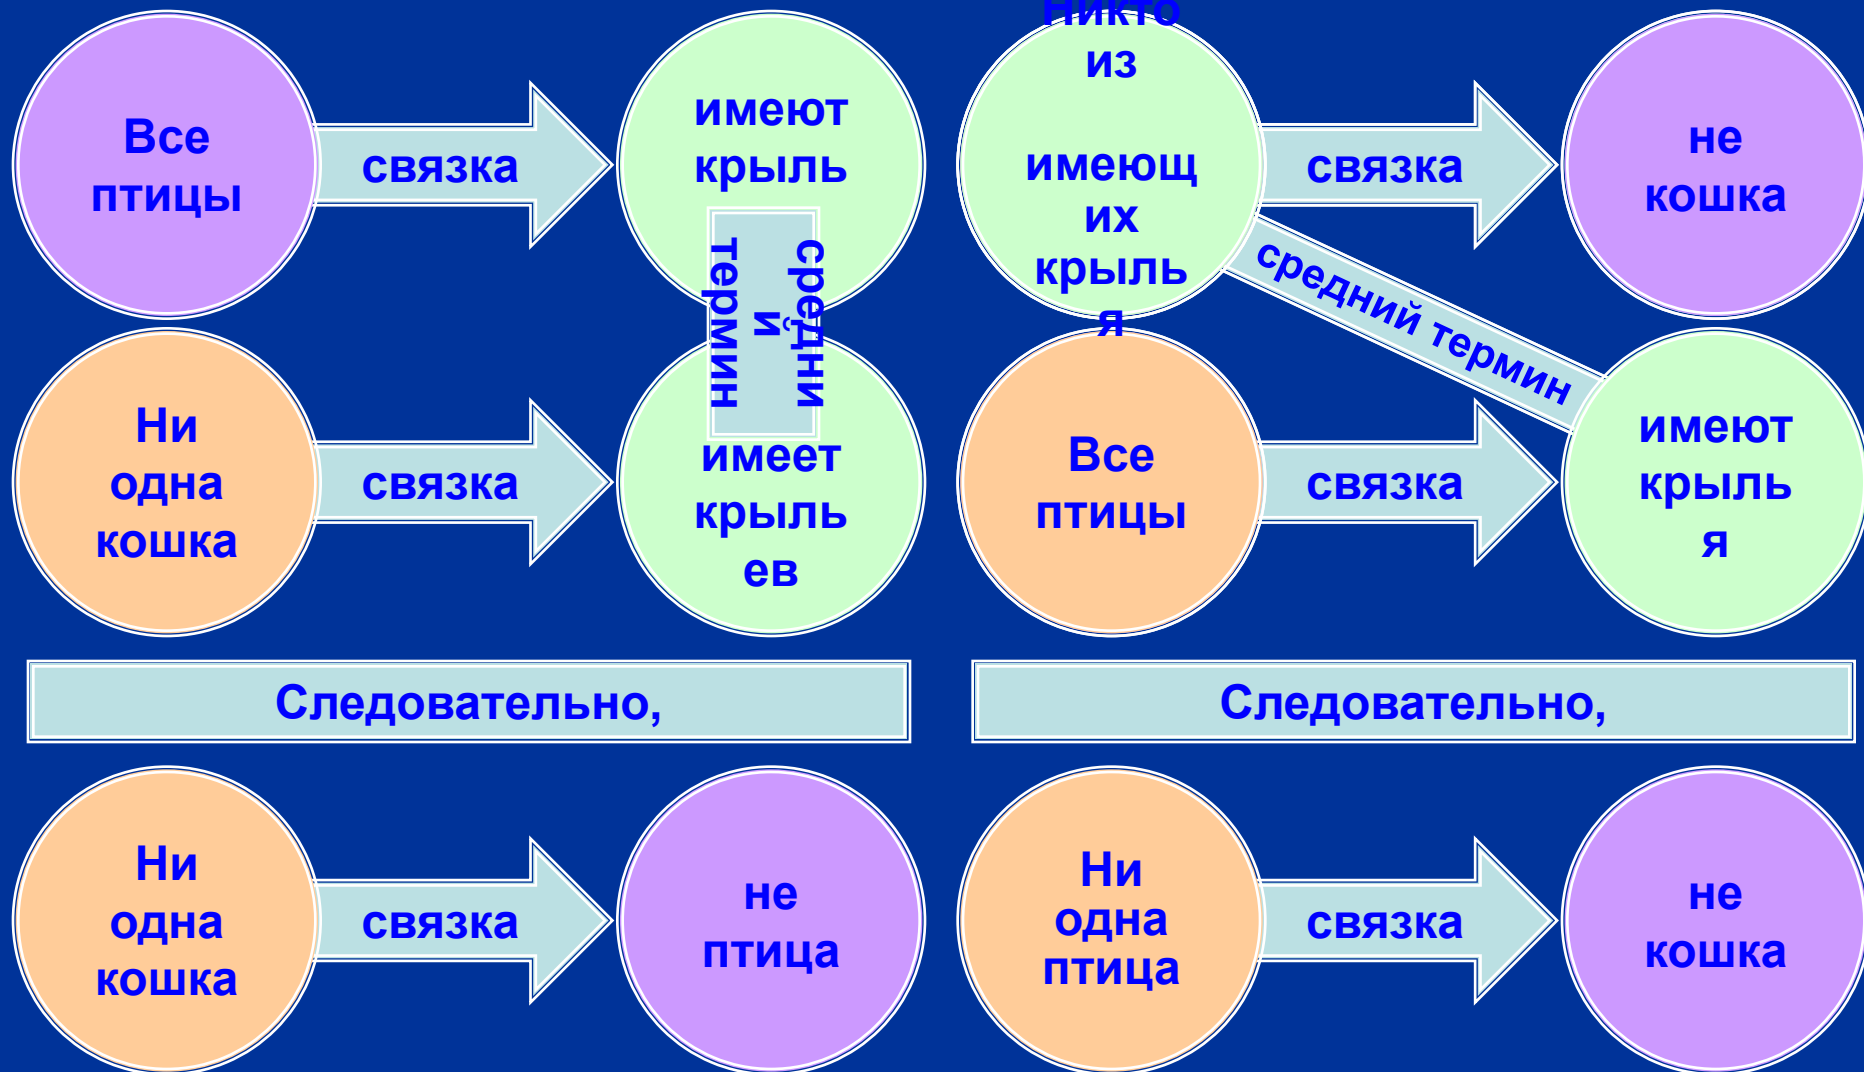 Все
птицы
связка
имеют
крыль
средни
й
термин
Ни
одна
кошка
связка
имеет
крыль
ев
Следовательно,
Ни
одна
кошка
связка
не
птица
Никто
из
имеющ
их
крыль
я
связка
не
кошка
средний термин
Все
птицы
связка
имеют
крыль
я
Следовательно,
Ни
одна
птица
связка
не
кошка